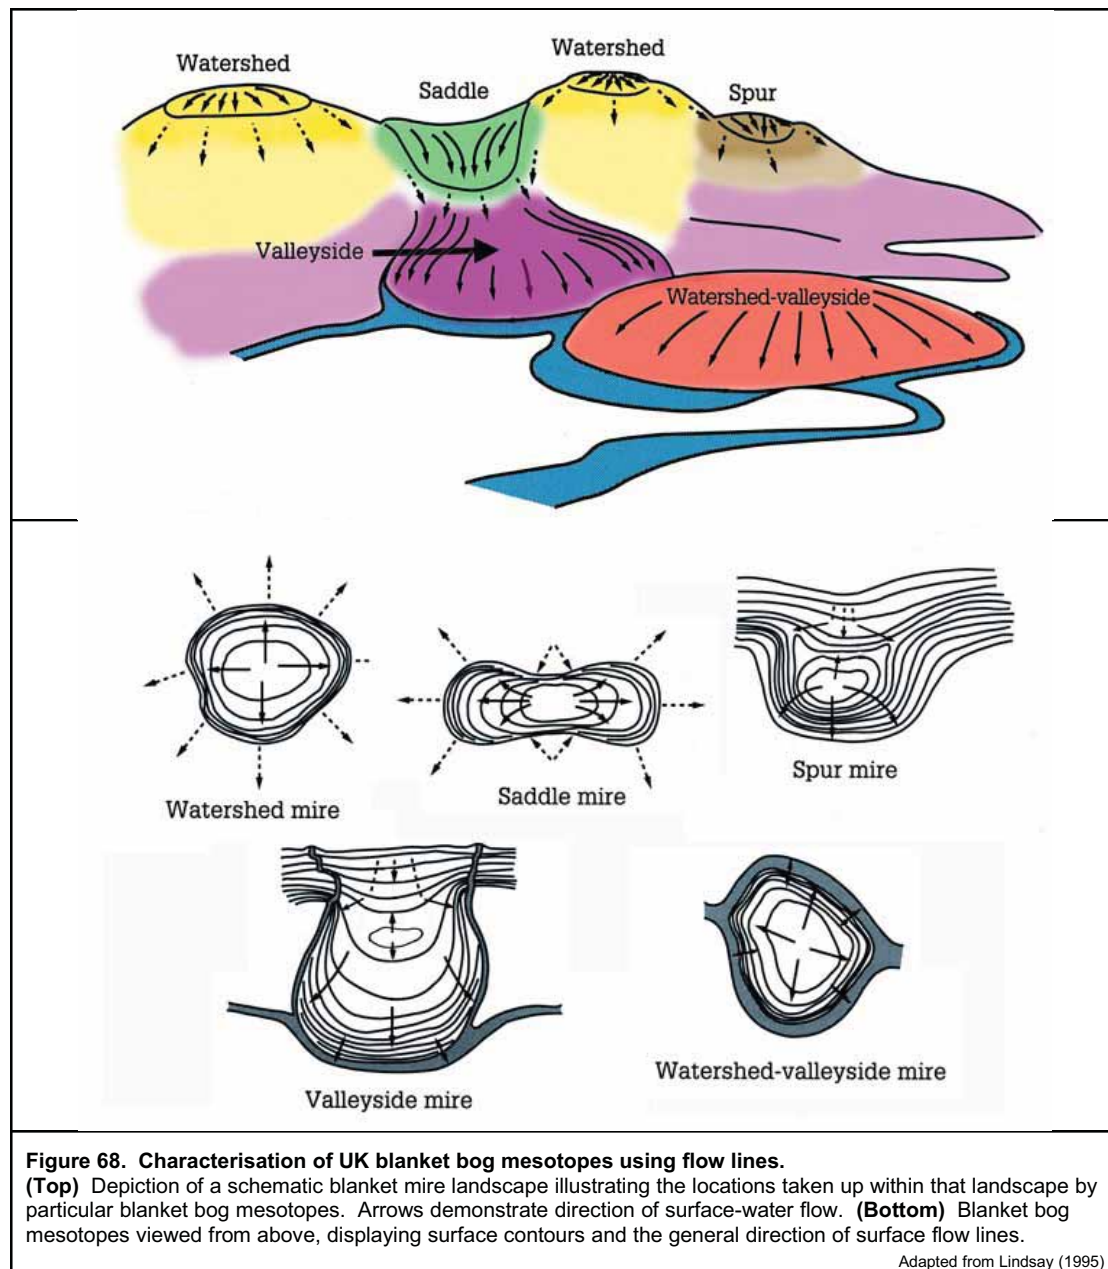 Watershed
Watershed
Saddle
Spur
Valleyside
Watershed-valleyside
Watershed mire
Saddle mire
Spur mire
Valleyside mire
Watershed-valleyside mire
Figure 68. Characterisation of UK blanket bog mesotopes using flow lines.
(Top) Depiction of a schematic blanket mire landscape illustrating the locations taken up within that landscape by
particular blanket bog mesotopes. Arrows demonstrate direction of surface-water flow. (Bottom) Blanket bog
mesotopes viewed from above, displaying surface contours and the general direction of surface flow lines.
Adapted from Lindsay (1995)